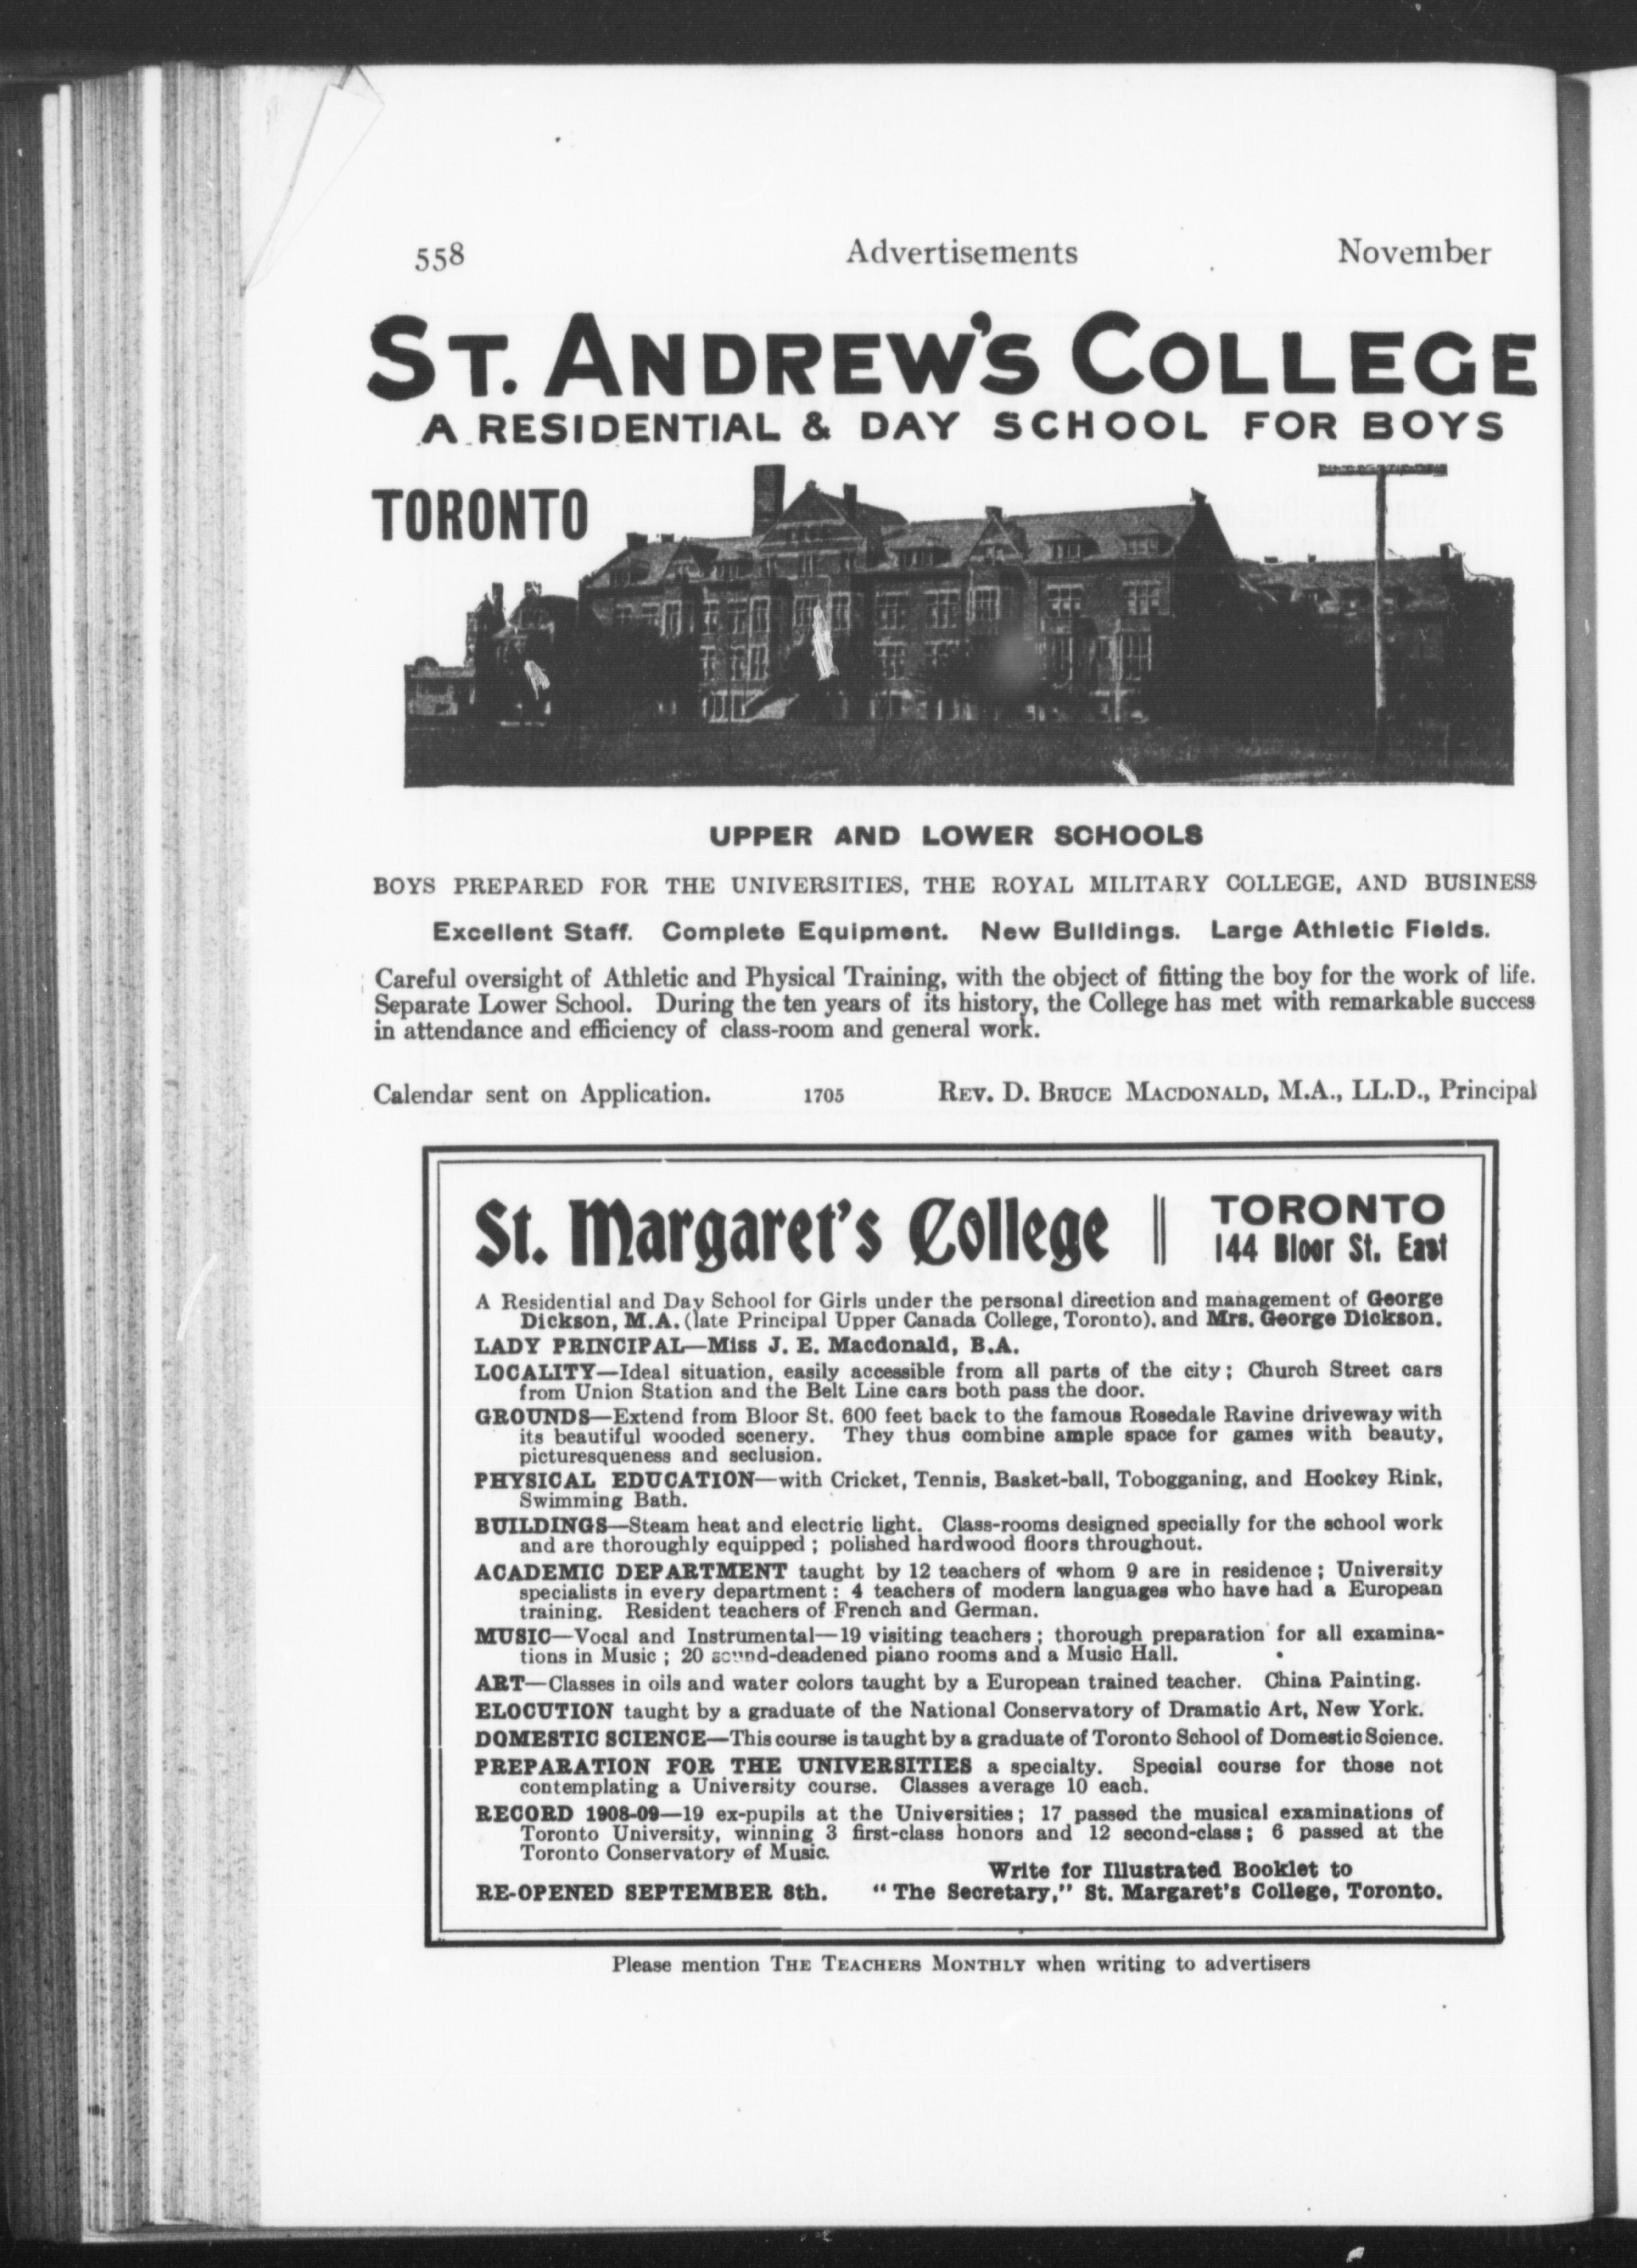 558 Advertisements November
ST. ANDREW'S COLLEGE
A RESIDENTIAL & DAY SCHOOL FOR BOYS
TORONTO
UPPER AND LOWER SCHOOLS
BOYS PREPARED FOR THE UNIVERSITIES, THE ROYAL MILITARY COLLEGE, AND BUSINESS
Excellent Staff. Complete Equipment. New Buildings. Large Athletic Fields.
Careful oversight of Athletic and Physical Training, with the object of fitting the boy for the work of life.
Separate Lower School. During the ten years of its history, the College has met with remarkable success
in attendance and efficiency of class-room and general work.
Calendar sent on Application. 1705 REV. D. BRUCE MACDONALD, M.A., LL.D., Principal
St. Margaret's College
TORONTO
144 Bloor St. East
A Residential and Day School for Girls under the personal direction and management of George
Dickson, M.A. (late Principal Upper Canada College, Toronto). and Mrs. George Dickson.
LADY PRINCIPAL—Miss J. E. Macdonald, B.A.
LOCALITY—Ideal situation, easily accessible from all parts of the city; Church Street cars
from Union Station and the Belt Line cars both pass the door.
GROUNDS—Extend from Bloor St. 600 feet back to the famous Rosedale Ravine driveway with
its beautiful wooded scenery. They thus combine ample space for games with beauty,
picturesqueness and seclusion.
PHYSICAL EDUCATION—with Cricket, Tennis, Basket-ball, Tobogganing, and Hockey Rink,
Swimming Bath.
BUILDINGS—Steam heat and electric light. Class-rooms designed specially for the school work
and are thoroughly equipped; polished hardwood floors throughout.
ACADEMIC DEPARTMENT taught by 12 teachers of whom 9 are in residence; University
specialists in every department: 4 teachers of modern languages who have had a European
training. Resident teachers of French and German.
MUSIC—Vocal and Instrumental—19 visiting teachers; thorough preparation for all examina-
tions in Music; 20 sound-deadened piano rooms and a Music Hall.
ART—Classes in oils and water colors taught by a European trained teacher. China Painting.
ELOCUTION taught by a graduate of the National Conservatory of Dramatic Art, New York.
DOMESTIC SCIENCE—This course is taught by a graduate of Toronto School of Domestic Science.
PREPARATION FOR THE UNIVERSITIES a specialty. Special course for those not
contemplating a University course. Classes average 10 each.
RECORD 1908-09—19 ex-pupils at the Universities; 17 passed the musical examinations of
Toronto University, winning 3 first-class honors and 12 second-class; 6 passed at the
Toronto Conservatory of Music.
Write for Illustrated Booklet to
RE-OPENED SEPTEMBER 8th. "The Secretary," St. Margaret's College, Toronto.
Please mention THE TEACHERS MONTHLY when writing to advertisers